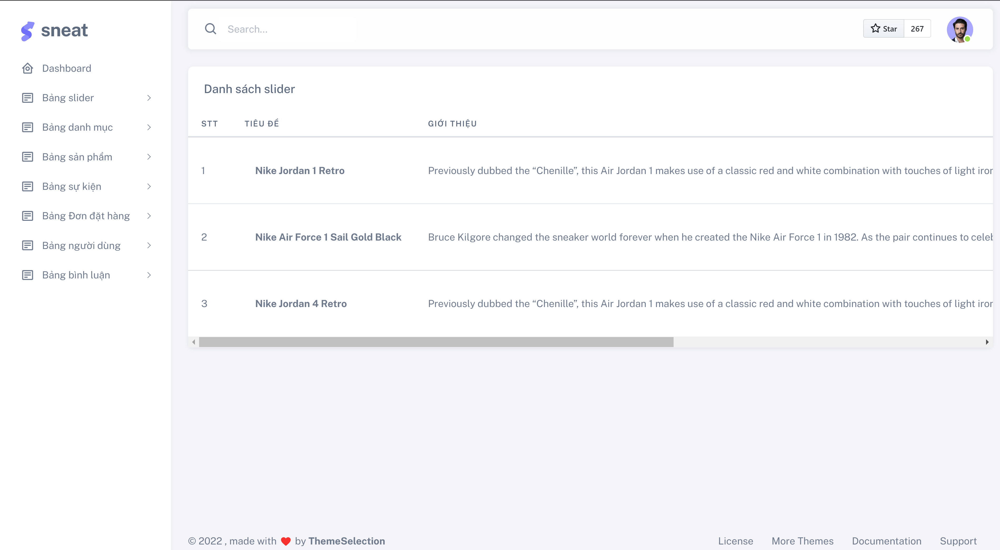 sneat
Dashboard
Bảng slider
Bảng danh mục
Bảng sản phẩm
Bảng sự kiện
Bảng Đơn đặt hàng
Bảng người dùng
Bảng bình luận
Search...
Star 267
Danh sách slider
STT TIÊU ĐỀ GIỚI THIỆU
1 Nike Jordan 1 Retro Previously dubbed the “Chenille”, this Air Jordan 1 makes use of a classic red and white combination with touches of light
2 Nike Air Force 1 Sail Gold Black Bruce Kilgore changed the sneaker world forever when he created the Nike Air Force 1 in 1982. As the pair continues to
3 Nike Jordan 4 Retro Previously dubbed the “Chenille”, this Air Jordan 1 makes use of a classic red and white combination with touches of light
© 2022 , made with ❤️ by ThemeSelection
License More Themes Documentation Support